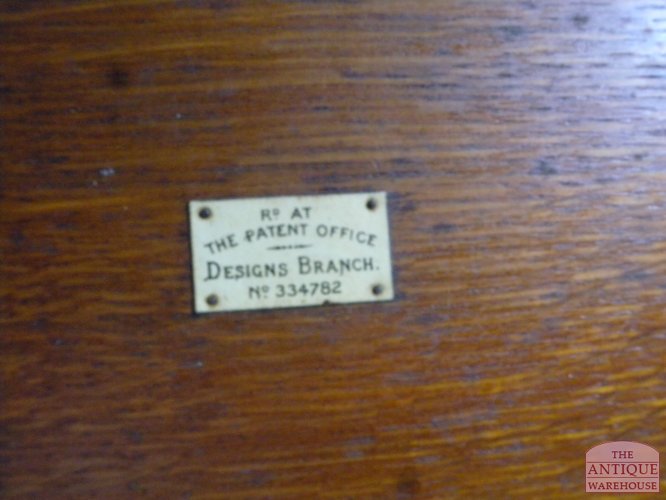 Rᴰ AT
THE PATENT OFFICE
DESIGNS BRANCH.
Nº 334782
THE
ANTIQUE
WAREHOUSE